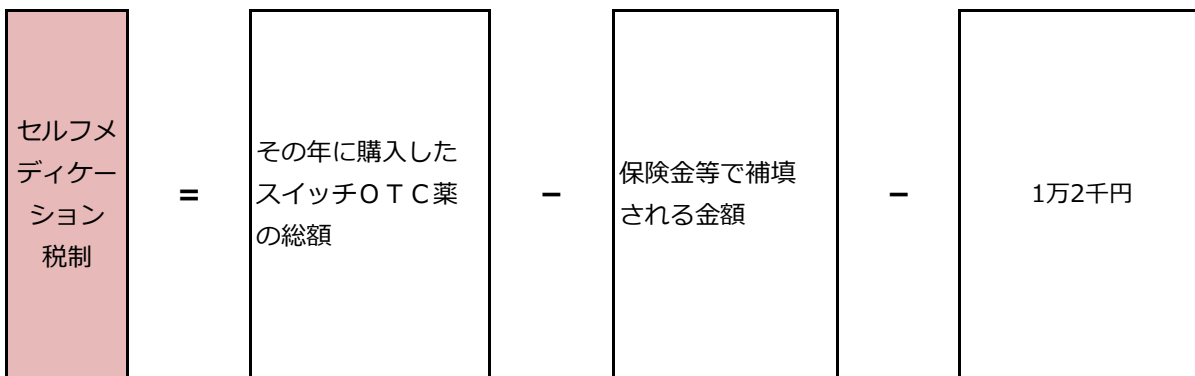 セルフメ
ディケー
ション
税制
=
その年に購入した
スイッチＯＴＣ薬
の総額
－
保険金等で補填
される金額
－
1万2千円